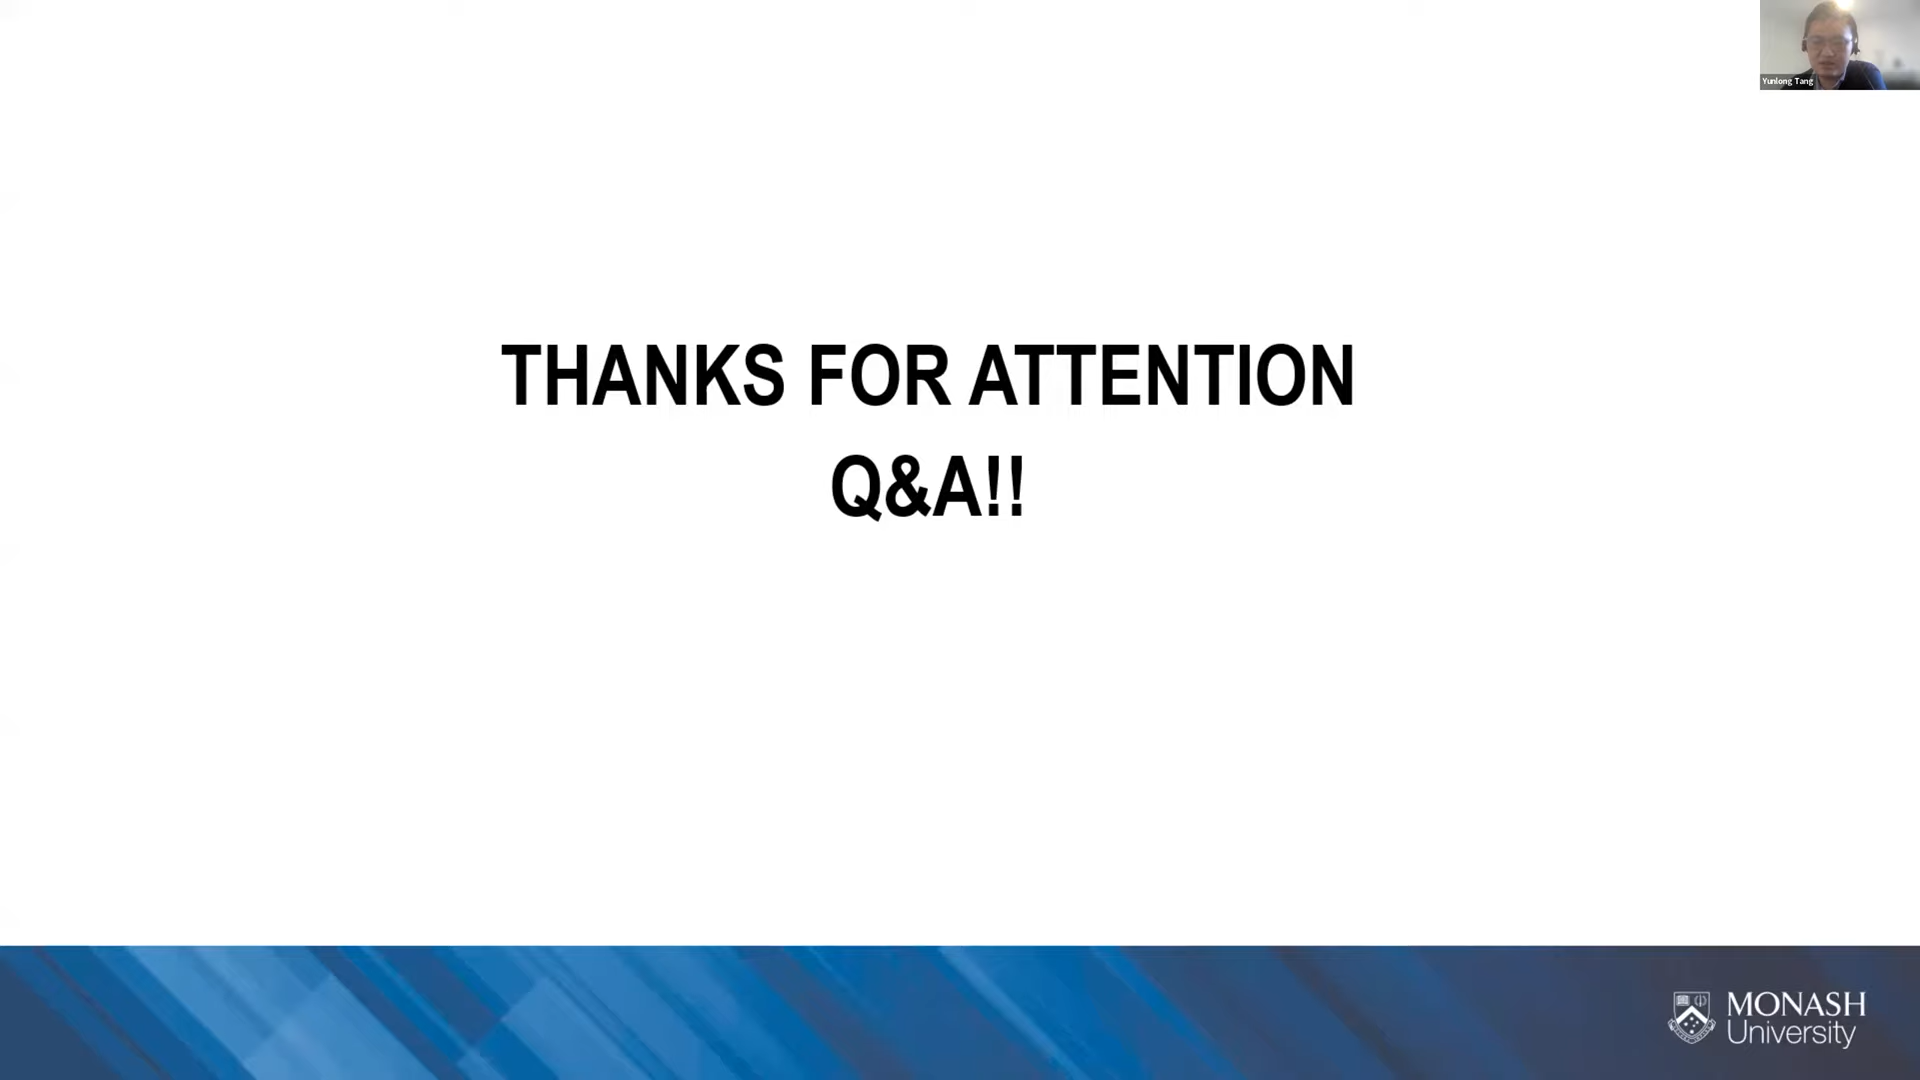 Yunlong Tang
THANKS FOR ATTENTION
Q&A!!
MONASH
University